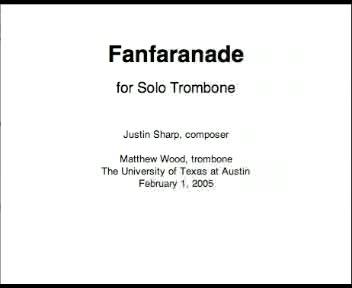 Fanfaranade
for Solo Trombone
Justin Sharp, composer
Matthew Wood, trombone
The University of Texas at Austin
February 1, 2005